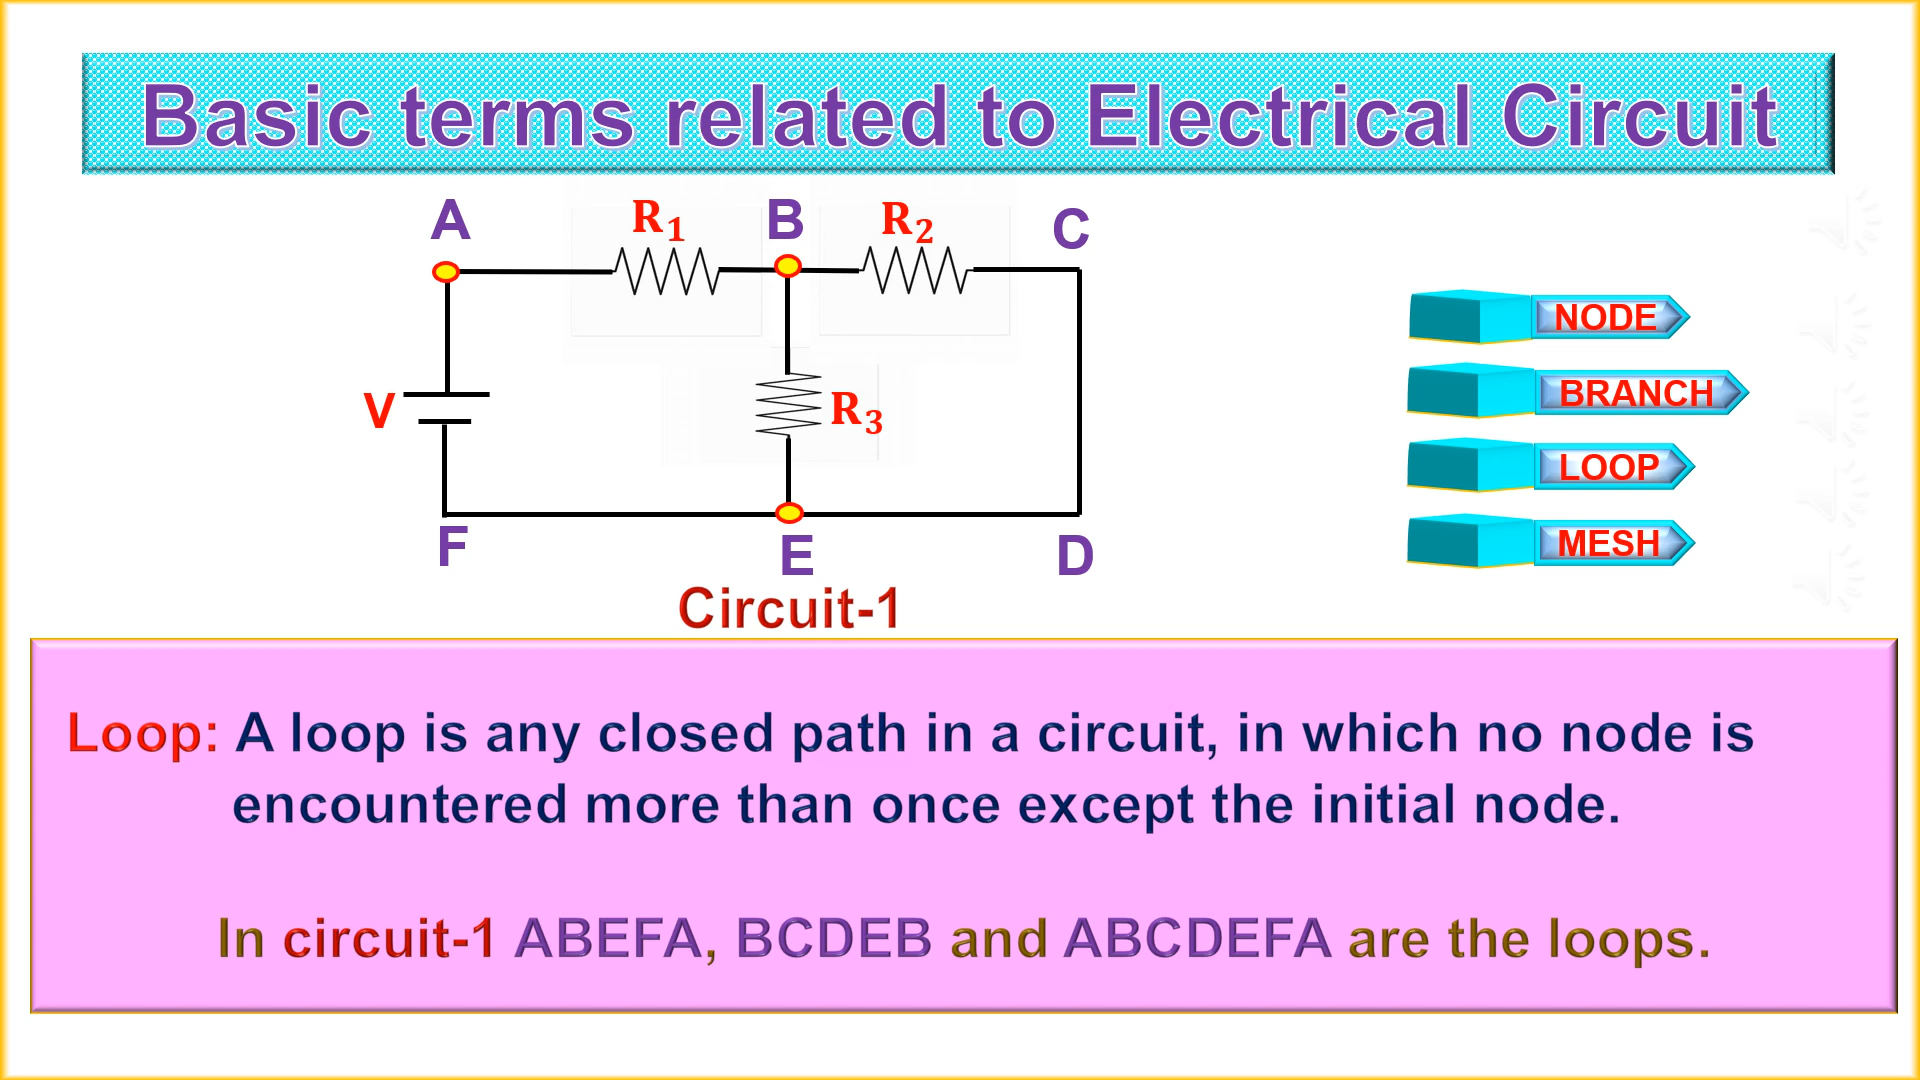 Basic terms related to Electrical Circuit
A
R1
B
R2
C
V
R3
F
E
D
Circuit-1
NODE
BRANCH
LOOP
MESH
Loop: A loop is any closed path in a circuit, in which no node is
encountered more than once except the initial node.
In circuit-1 ABEFA, BCDEB and ABCDEFA are the loops.